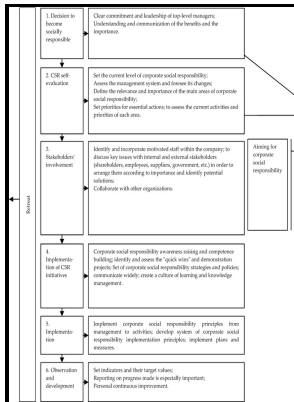 1. Decision to
become
socially
responsible
Clear commitment and leadership of top-level managers;
Understanding and communication of the benefits and the
importance.
2. CSR self-
evaluation
Set the current level of corporate social responsibility;
Assess the management system and foresee its changes;
Define the relevance and importance of the main areas of corporate
social responsibility;
Set priorities for essential actions; to assess the current activities and
priorities of each area.
3.
Stakeholders'
involvement
Identify and incorporate motivated staff within the company; to
discuss key issues with internal and external stakeholders
(shareholders, employees, suppliers, government, etc.) in order to
arrange them according to importance and identify potential
solutions;
Collaborate with other organizations.
Aiming for
corporate
social
responsibility
4.
Implementa-
tion of CSR
initiatives
Corporate social responsibility awareness raising and competence
building; identify and assess the "quick wins" and demonstration
projects; Set of corporate social responsibility strategies and policies;
communicate widely; create a culture of learning and knowledge
management.
5.
Implementa-
tion
Implement corporate social responsibility principles from
management to activities; develop system of corporate social
responsibility implementation principles; implement plans and
measures.
6. Observation
and
development
Set indicators and their target values;
Reporting on progress made is especially important;
Personal continuous improvement.